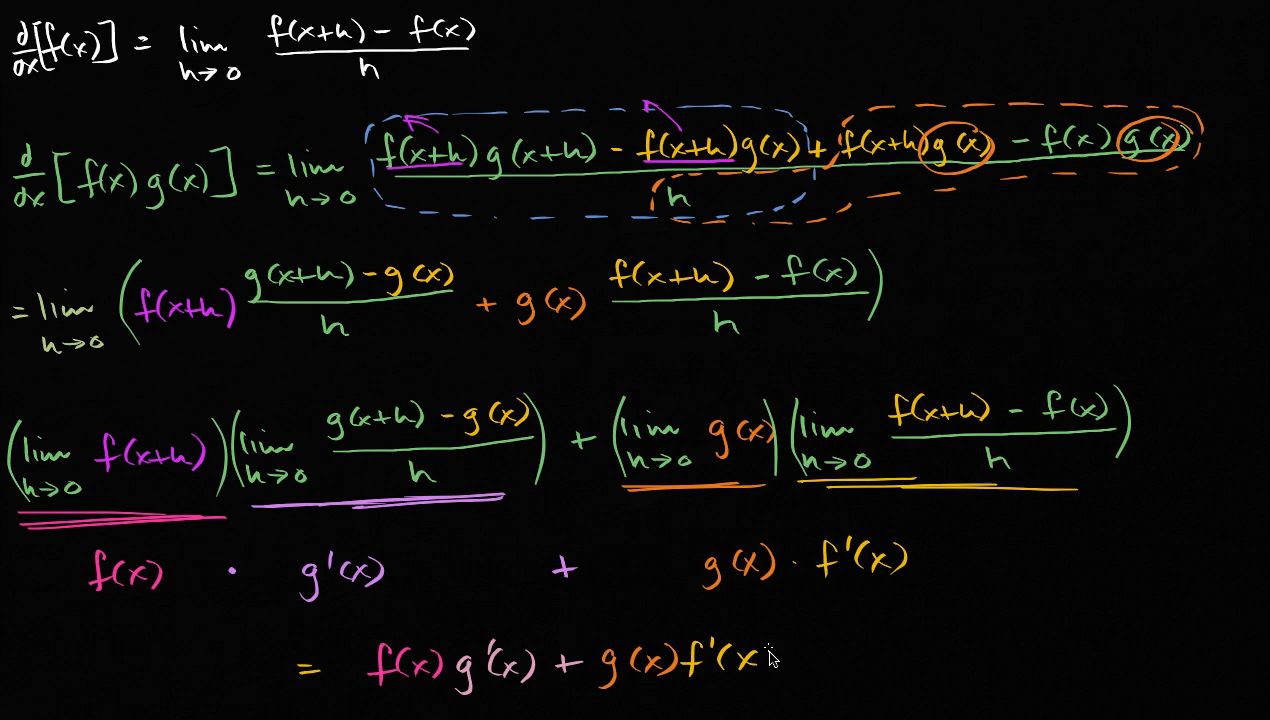 d/dx [f(x)] = lim h→0 f(x+h) - f(x) / h
d/dx [f(x) g(x)] = lim h→0 f(x+h) g(x+h) - f(x+h) g(x) + f(x+h) g(x) - f(x) g(x) / h
= lim h→0 ( f(x+h) g(x+h) - g(x) / h + g(x) f(x+h) - f(x) / h )
( lim h→0 f(x+h) ) ( lim h→0 g(x+h) - g(x) / h ) + ( lim h→0 g(x) ) ( lim h→0 f(x+h) - f(x) / h )
f(x) · g'(x) + g(x) · f'(x)
= f(x) g'(x) + g(x) f'(x